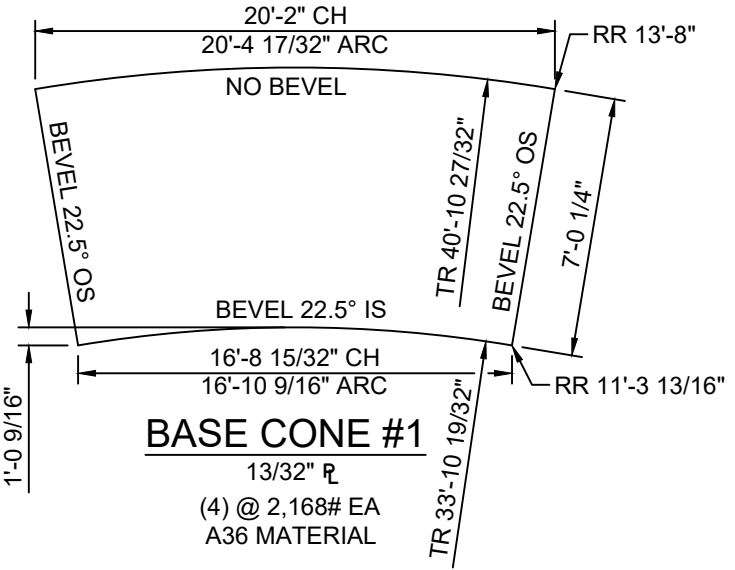 20'-2" CH
20'-4 17/32" ARC
RR 13'-8"
NO BEVEL
BEVEL 22.5° OS
TR 40'-10 27/32"
BEVEL 22.5° OS
7'-0 1/4"
BEVEL 22.5° IS
1'-0 9/16"
16'-8 15/32" CH
16'-10 9/16" ARC
RR 11'-3 13/16"
TR 33'-10 19/32"
BASE CONE #1
13/32" ⅊
(4) @ 2,168# EA
A36 MATERIAL